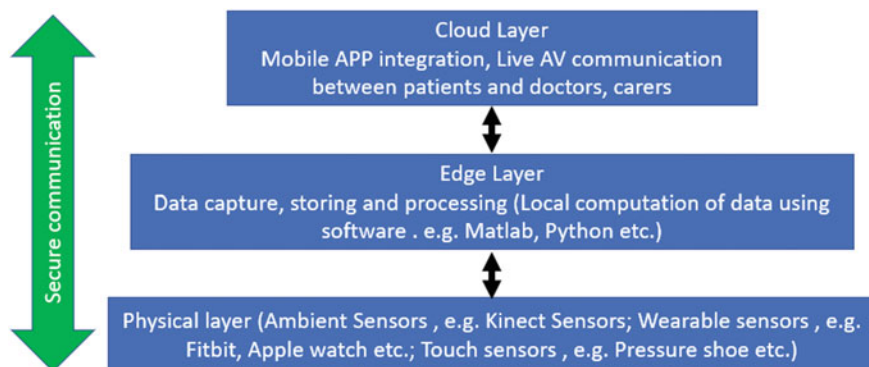 Secure communication
Cloud Layer
Mobile APP integration, Live AV communication
between patients and doctors, carers
Edge Layer
Data capture, storing and processing (Local computation of data using
software . e.g. Matlab, Python etc.)
Physical layer (Ambient Sensors , e.g. Kinect Sensors; Wearable sensors , e.g.
Fitbit, Apple watch etc.; Touch sensors , e.g. Pressure shoe etc.)